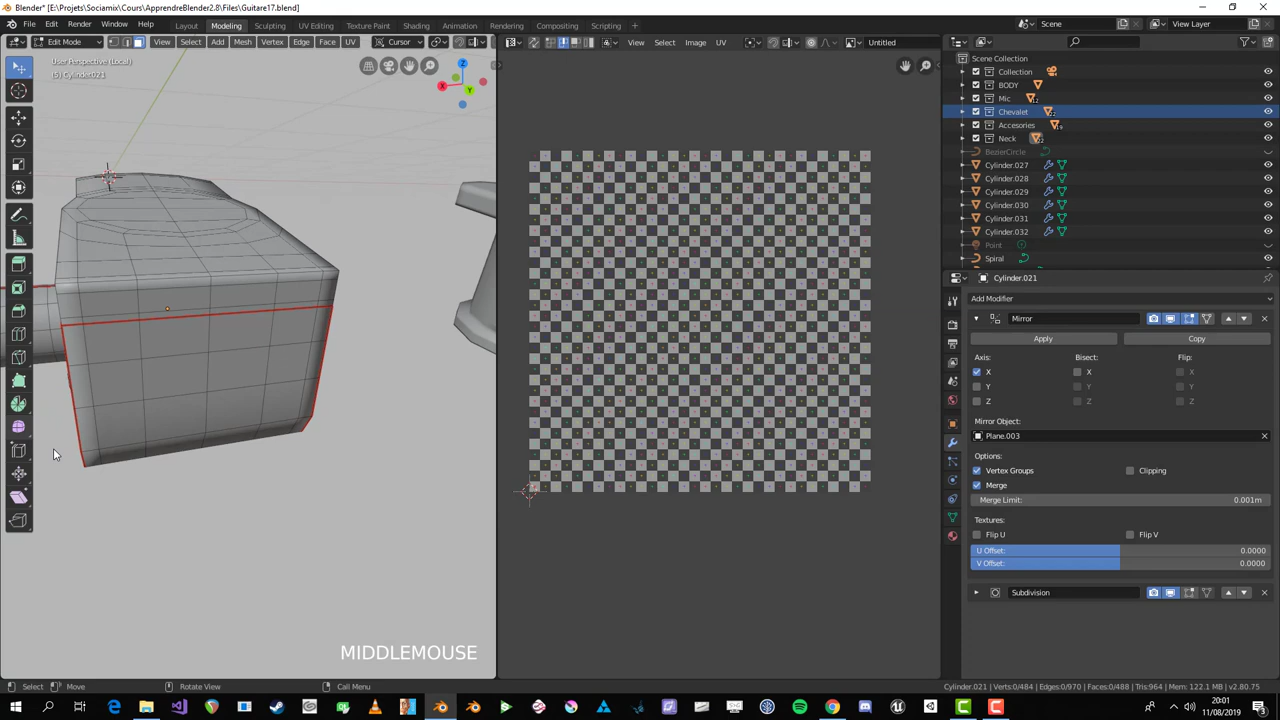 Blender* [E:\Projets\Sociamix\Cours\ApprendreBlender2.8\Files\Guitare17.blend]
File Edit Render Window Help Layout Modeling Sculpting UV Editing Texture Paint Shading Animation Rendering Compositing Scripting + Scene View Layer
Edit Mode View Select Add Mesh Vertex Edge Face UV Cursor View Select Image UV Untitled
User Perspective (Local)
(5) Cylinder021
Z
X
Y
MIDDLEMOUSE
Scene Collection
Collection
BODY
Mic 12
Chevalet
Accesories 19
Neck
BezierCircle
Cylinder.027
Cylinder.028
Cylinder.029
Cylinder.030
Cylinder.031
Cylinder.032
Point
Spiral
Cylinder.021
Add Modifier
Mirror
Apply Copy
Axis: Bisect: Flip:
X X X
Y Y Y
Z Z Z
Mirror Object:
Plane.003
Options:
Vertex Groups Clipping
Merge
Merge Limit: 0.001m
Textures:
Flip U Flip V
U Offset: 0.0000
V Offset: 0.0000
Subdivision
Select Move Rotate View Call Menu Cylinder.021 | Verts:0/484 | Edges:0/970 | Faces:0/488 | Tris:964 | Mem: 122.1 MB | v2.80.75
20:01
11/08/2019